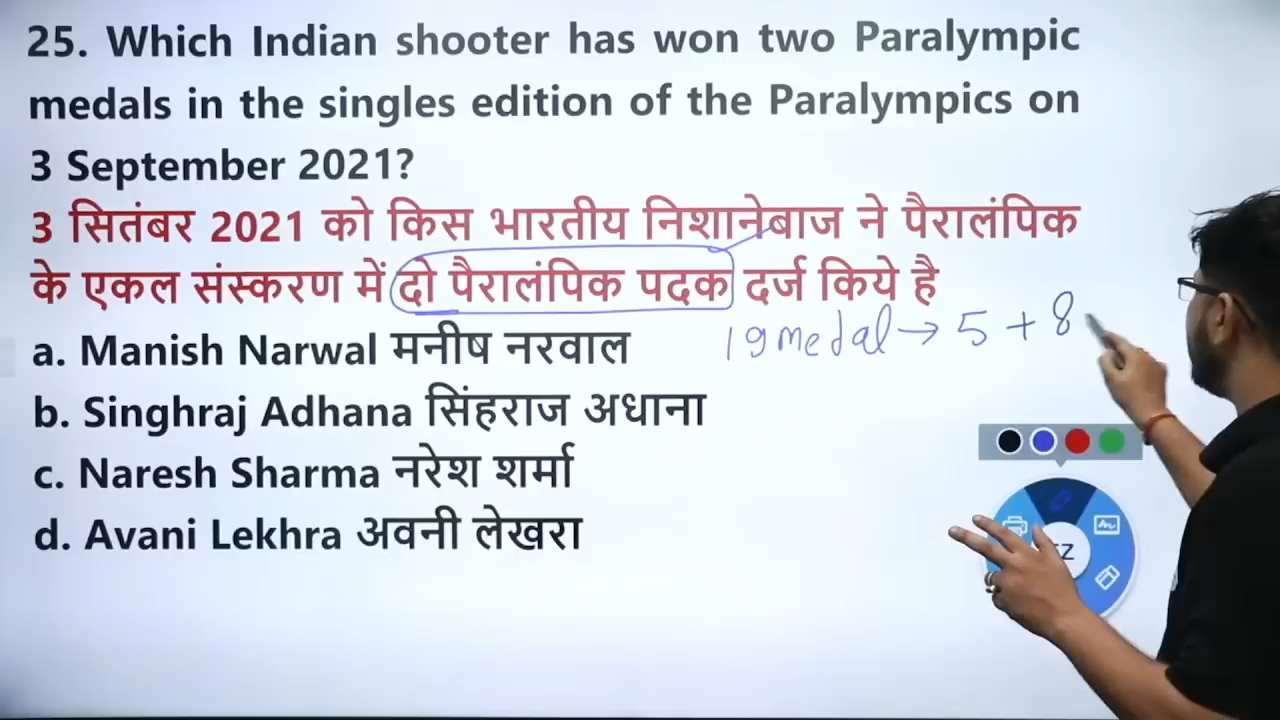 25. Which Indian shooter has won two Paralympic
medals in the singles edition of the Paralympics on
3 September 2021?
3 सितंबर 2021 को किस भारतीय निशानेबाज ने पैरालंपिक
के एकल संस्करण में दो पैरालंपिक पदक दर्ज किये है
19medal → 5 + 8
a. Manish Narwal मनीष नरवाल
b. Singhraj Adhana सिंहराज अधाना
c. Naresh Sharma नरेश शर्मा
d. Avani Lekhra अवनी लेखरा